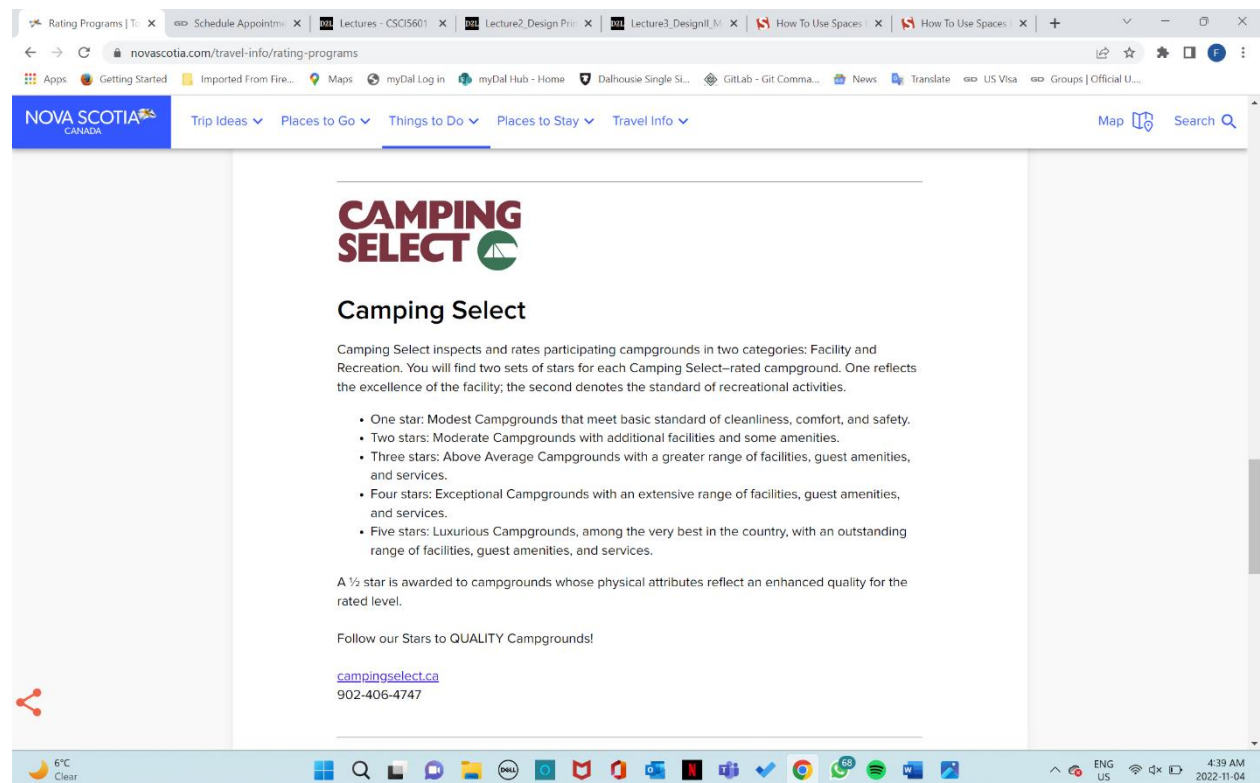 Rating Programs | To
Schedule Appointme
Lectures - CSCI5601
Lecture2_Design Prin
Lecture3_DesignII_M
How To Use Spaces
How To Use Spaces
novascotia.com/travel-info/rating-programs
Apps
Getting Started
Imported From Fire...
Maps
myDal Log in
myDal Hub - Home
Dalhousie Single Si...
GitLab - Git Comma...
News
Translate
US Visa
Groups | Official U....
NOVA SCOTIA
CANADA
Trip Ideas
Places to Go
Things to Do
Places to Stay
Travel Info
Map
Search
CAMPING
SELECT
Camping Select
Camping Select inspects and rates participating campgrounds in two categories: Facility and
Recreation. You will find two sets of stars for each Camping Select–rated campground. One reflects
the excellence of the facility; the second denotes the standard of recreational activities.
• One star: Modest Campgrounds that meet basic standard of cleanliness, comfort, and safety.
• Two stars: Moderate Campgrounds with additional facilities and some amenities.
• Three stars: Above Average Campgrounds with a greater range of facilities, guest amenities,
and services.
• Four stars: Exceptional Campgrounds with an extensive range of facilities, guest amenities,
and services.
• Five stars: Luxurious Campgrounds, among the very best in the country, with an outstanding
range of facilities, guest amenities, and services.
A ½ star is awarded to campgrounds whose physical attributes reflect an enhanced quality for the
rated level.
Follow our Stars to QUALITY Campgrounds!
campingselect.ca
902-406-4747
6°C
Clear
68
ENG
US
4:39 AM
2022-11-04